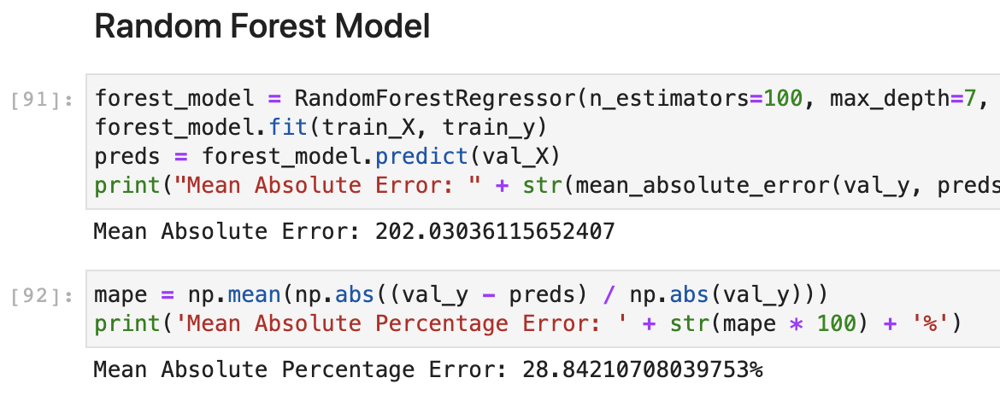 Random Forest Model
[91]:
forest_model = RandomForestRegressor(n_estimators=100, max_depth=7,
forest_model.fit(train_X, train_y)
preds = forest_model.predict(val_X)
print("Mean Absolute Error: " + str(mean_absolute_error(val_y, preds
Mean Absolute Error: 202.03036115652407
[92]:
mape = np.mean(np.abs((val_y - preds) / np.abs(val_y)))
print('Mean Absolute Percentage Error: ' + str(mape * 100) + '%')
Mean Absolute Percentage Error: 28.84210708039753%